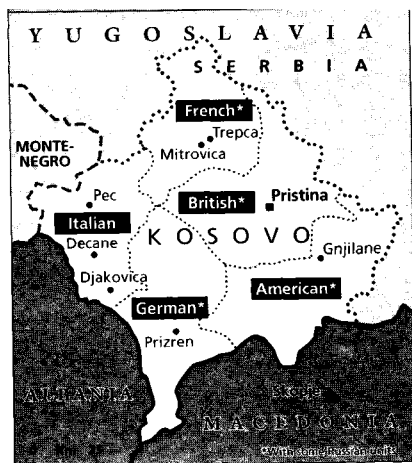 YUGOSLAVIA
SERBIA
French*
Trepca
MONTE-
NEGRO
Mitrovica
Pec
British*
Pristina
Italian
KOSOVO
Decane
Gnjilane
Djakovica
American*
German*
Prizren
ALBANIA
Skopje
MACEDONIA
*With some Russian units